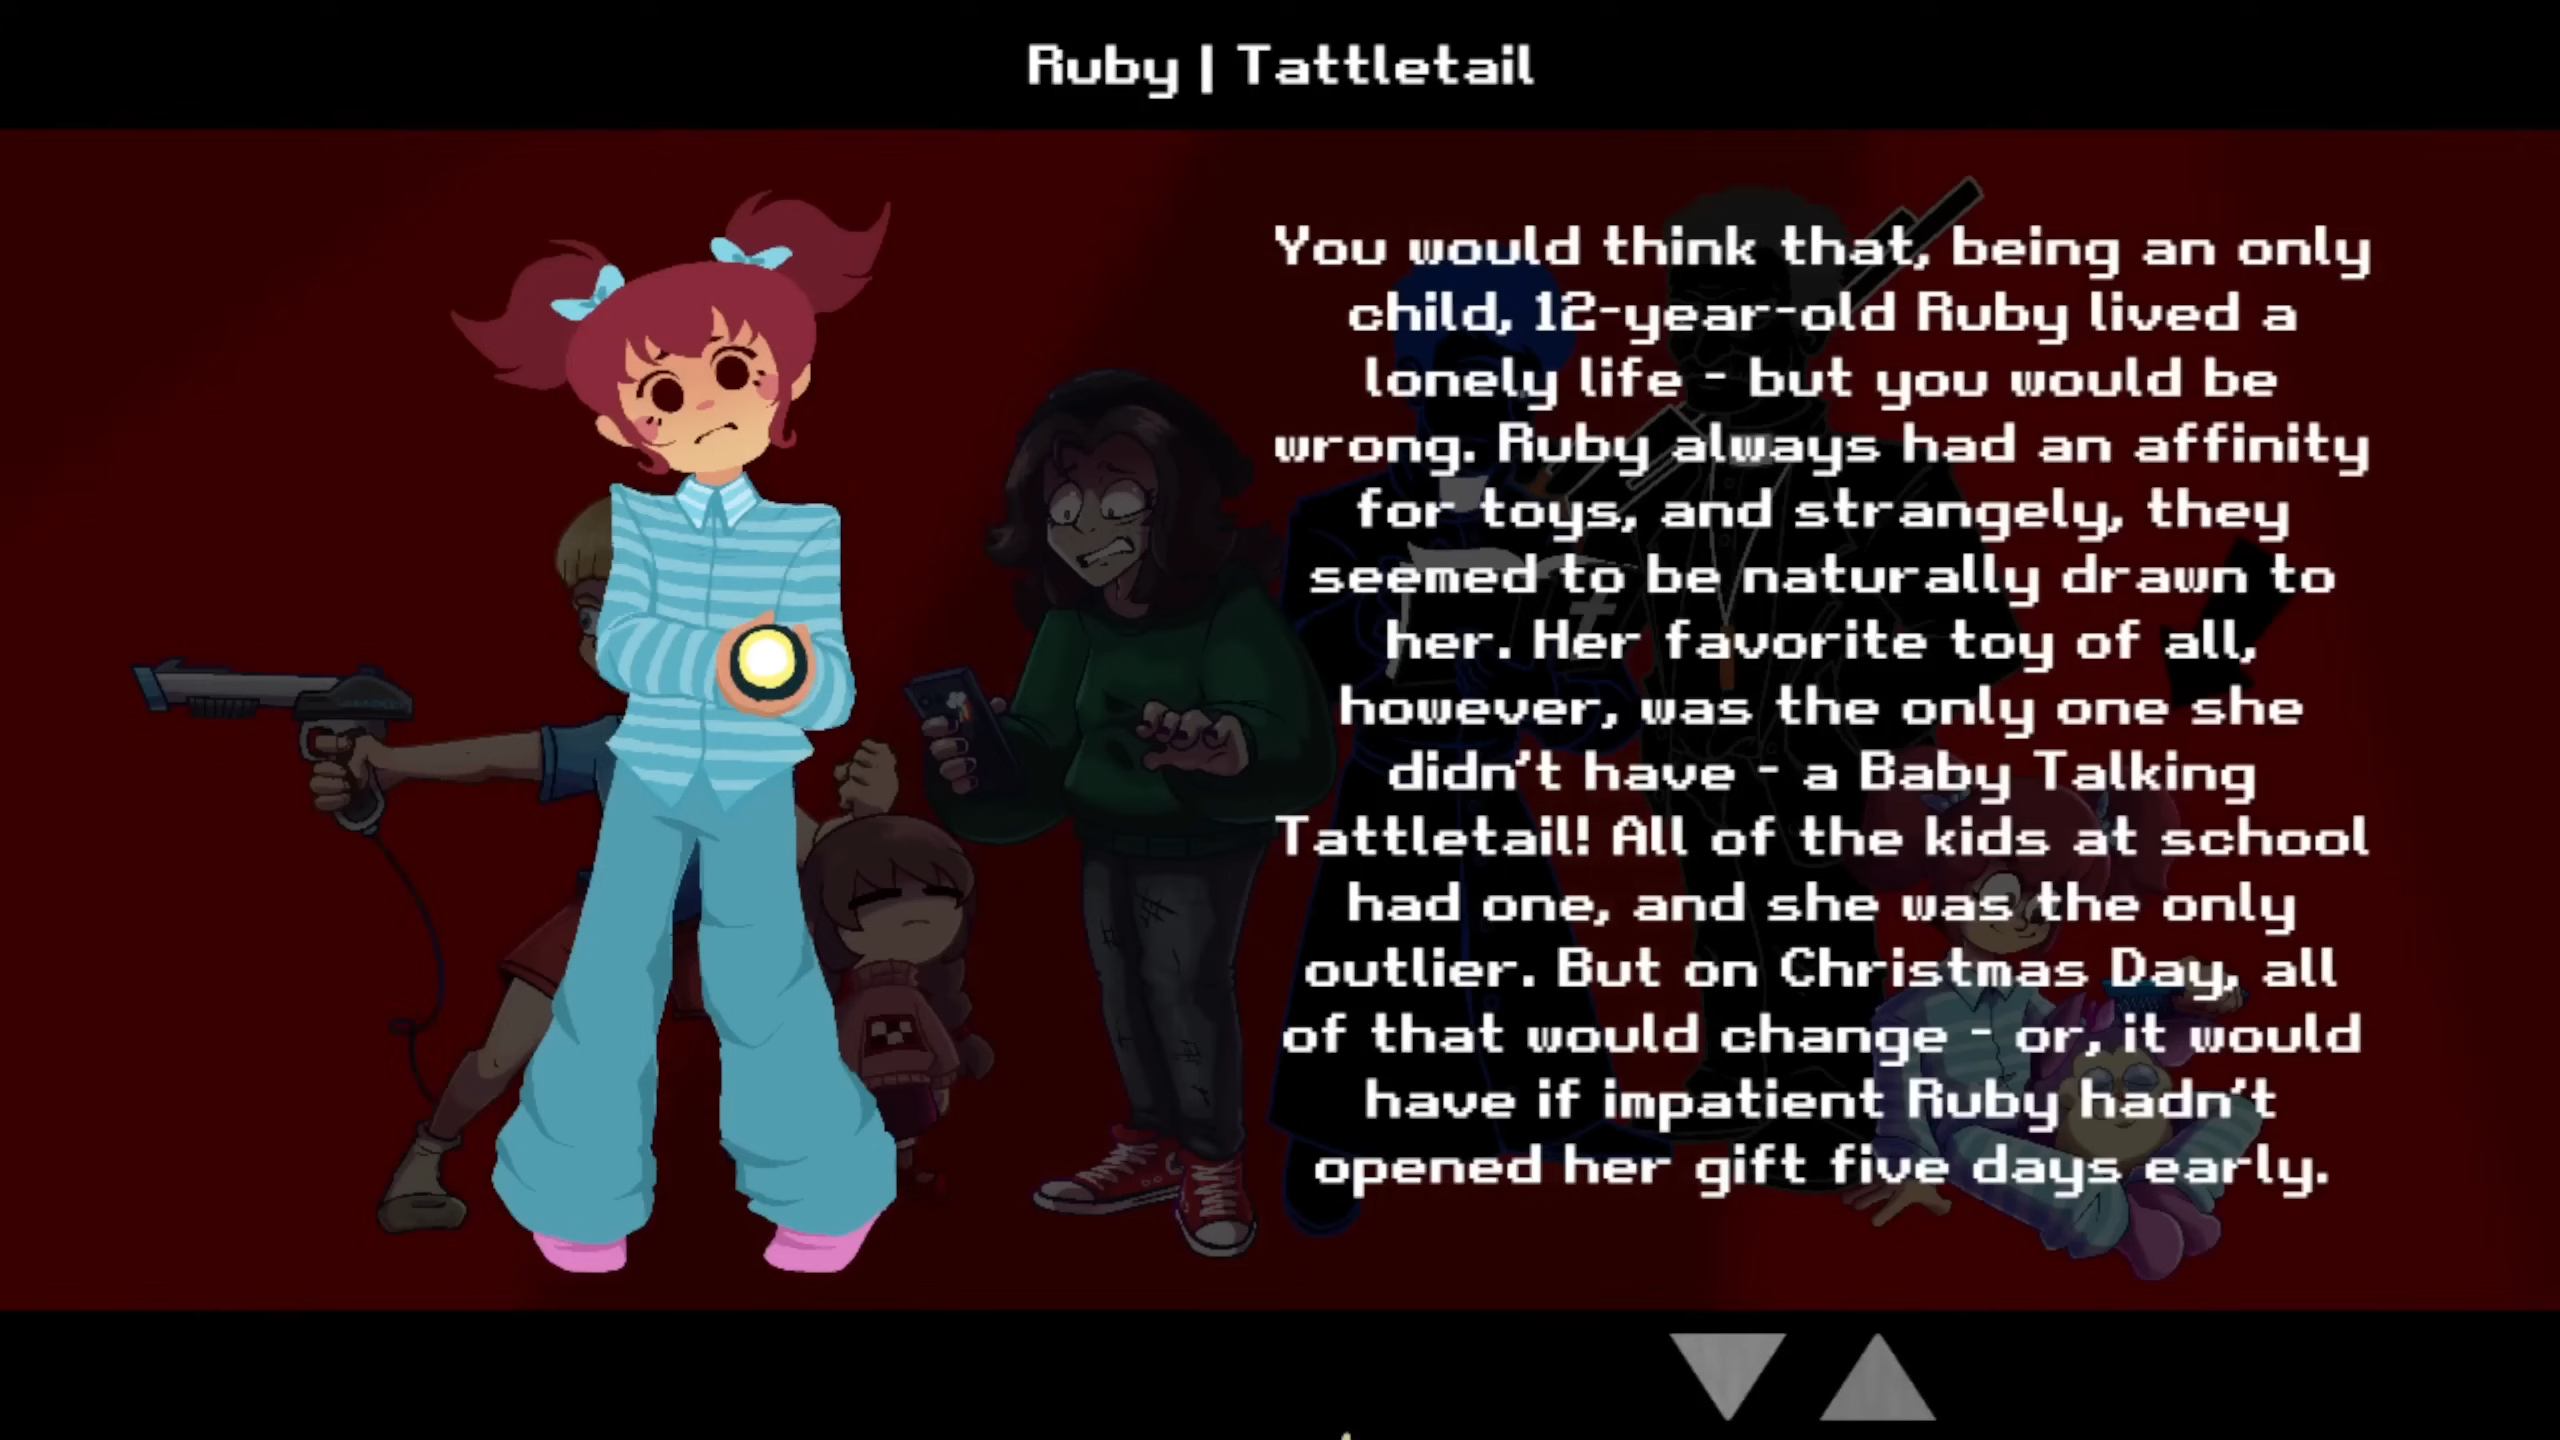 Ruby | Tattletail
You would think that, being an only
child, 12-year-old Ruby lived a
lonely life - but you would be
wrong. Ruby always had an affinity
for toys, and strangely, they
seemed to be naturally drawn to
her. Her favorite toy of all,
however, was the only one she
didn't have - a Baby Talking
Tattletail! All of the kids at school
had one, and she was the only
outlier. But on Christmas Day, all
of that would change - or, it would
have if impatient Ruby hadn't
opened her gift five days early.